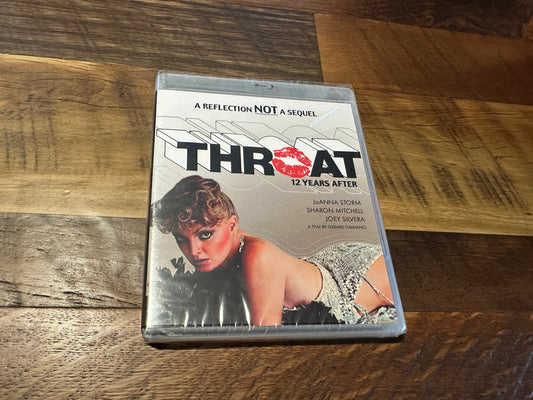 A REFLECTION NOT A SEQUEL
THROAT
12 YEARS AFTER
JoANNA STORM
SHARON MITCHELL
JOEY SILVERA
A FILM BY GERARD DAMIANO